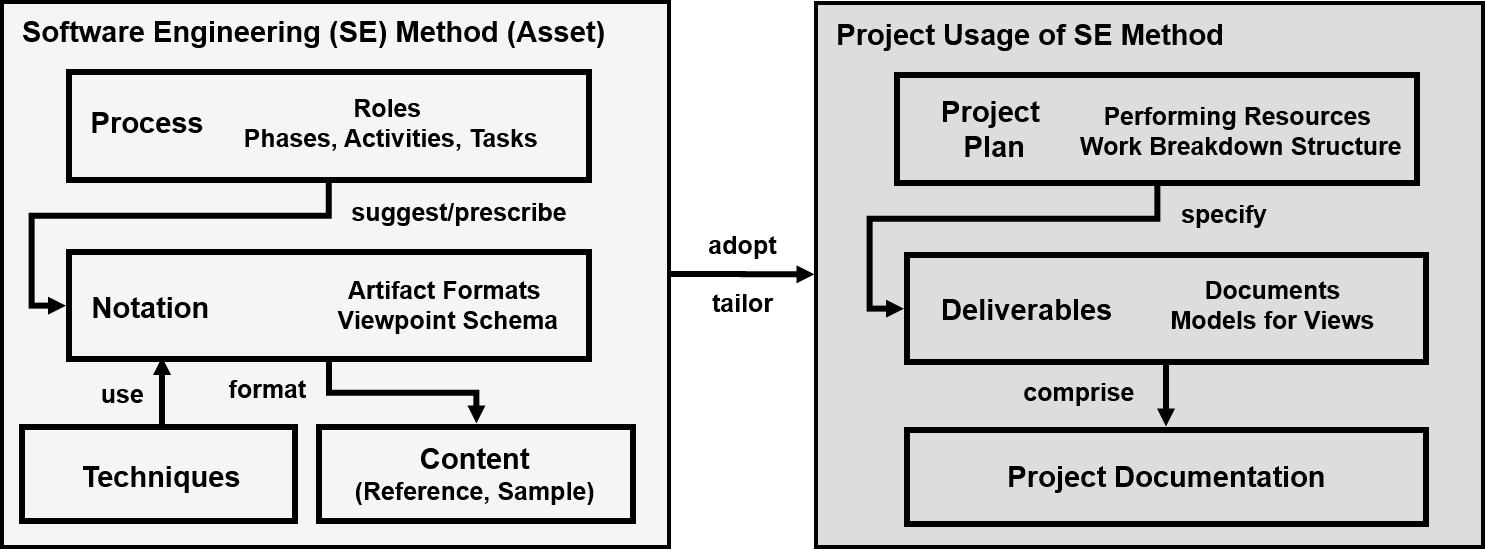 Software Engineering (SE) Method (Asset)
Process
Roles
Phases, Activities, Tasks
suggest/prescribe
Notation
Artifact Formats
Viewpoint Schema
use
format
Techniques
Content
(Reference, Sample)
adopt
tailor
Project Usage of SE Method
Project
Plan
Performing Resources
Work Breakdown Structure
specify
Deliverables
Documents
Models for Views
comprise
Project Documentation